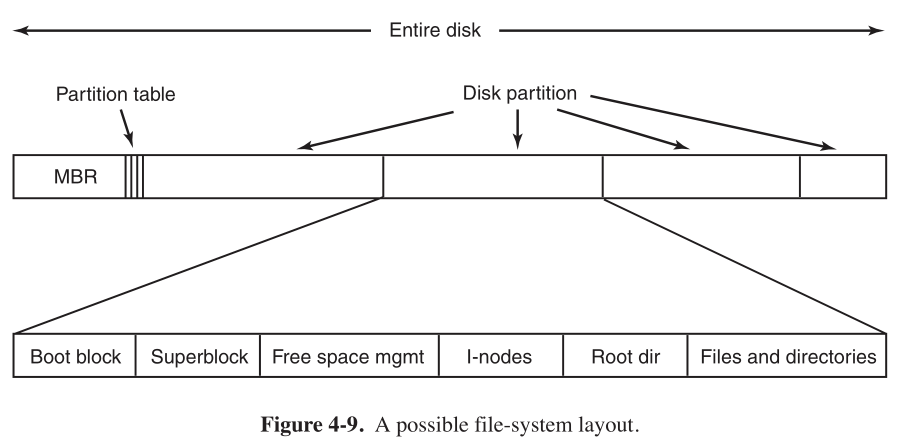 Entire disk
Partition table
Disk partition
MBR
Boot block
Superblock
Free space mgmt
I-nodes
Root dir
Files and directories
Figure 4-9. A possible file-system layout.